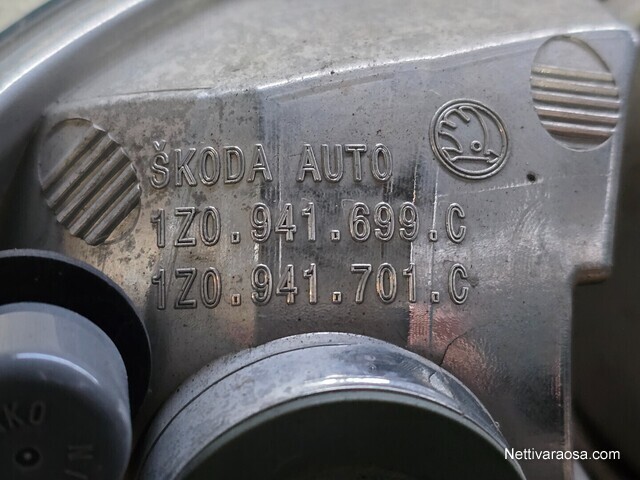 ŠKODA AUTO
1Z0.941.699.C
1Z0.941.701.C
Nettivaraosa.com